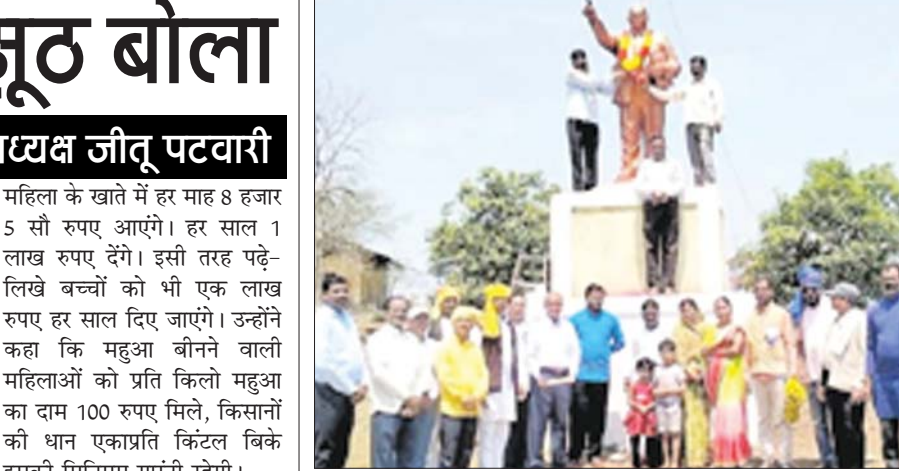 झूठ बोला
ध्यक्ष जीतू पटवारी
महिला के खाते में हर माह 8 हजार
5 सौ रुपए आएंगे। हर साल 1
लाख रुपए देंगे। इसी तरह पढ़े-
लिखे बच्चों को भी एक लाख
रुपए हर साल दिए जाएंगे। उन्होंने
कहा कि महुआ बीनने वाली
महिलाओं को प्रति किलो महुआ
का दाम 100 रुपए मिले, किसानों
की धान एकाप्रति किंटल बिके